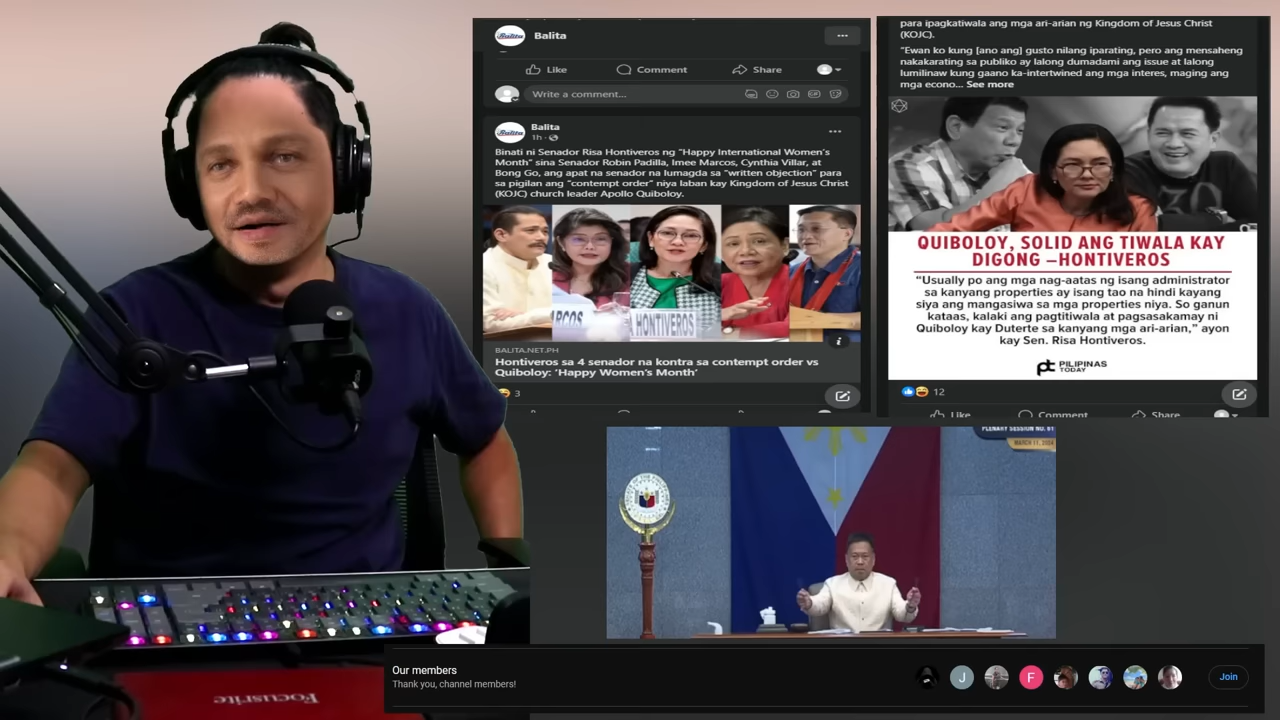 Balita
Balita
Like
Comment
Share
Write a comment...
Balita
Balita
1h
Binati ni Senador Risa Hontiveros ng "Happy International Women's
Month" sina Senador Robin Padilla, Imee Marcos, Cynthia Villar, at
Bong Go, ang apat na senador na lumagda sa "written objection" para
sa pigilan ang "contempt order" niya laban kay Kingdom of Jesus Christ
(KOJC) church leader Apollo Quiboloy.
ARCOS
A HONTIVEROS
BALITA.NET.PH
Hontiveros sa 4 senador na kontra sa contempt order vs
Quiboloy: 'Happy Women's Month'
3
para ipagkatiwala ang mga ari-arian ng Kingdom of Jesus Christ
(KOJC).
"Ewan ko kung [ano ang] gusto nilang iparating, pero ang mensaheng
nakakarating sa publiko ay lalong dumadami ang issue at lalong
lumilinaw kung gaano ka-intertwined ang mga interes, maging ang
mga econo... See more
QUIBOLOY, SOLID ANG TIWALA KAY
DIGONG –HONTIVEROS
"Usually po ang mga nag-aatas ng isang administrator
sa kanyang properties ay isang tao na hindi kayang
siya ang mangasiwa sa mga properties niya. So ganun
kataas, kalaki ang pagtitiwala at pagsasakamay ni
Quiboloy kay Duterte sa kanyang mga ari-arian," ayon
kay Sen. Risa Hontiveros.
pt PILIPINAS
TODAY
12
Like
Comment
Share
PLENARY SESSION NO. 61
MARCH 11, 2024
Our members
Thank you, channel members!
J
F
Join
Focusrite